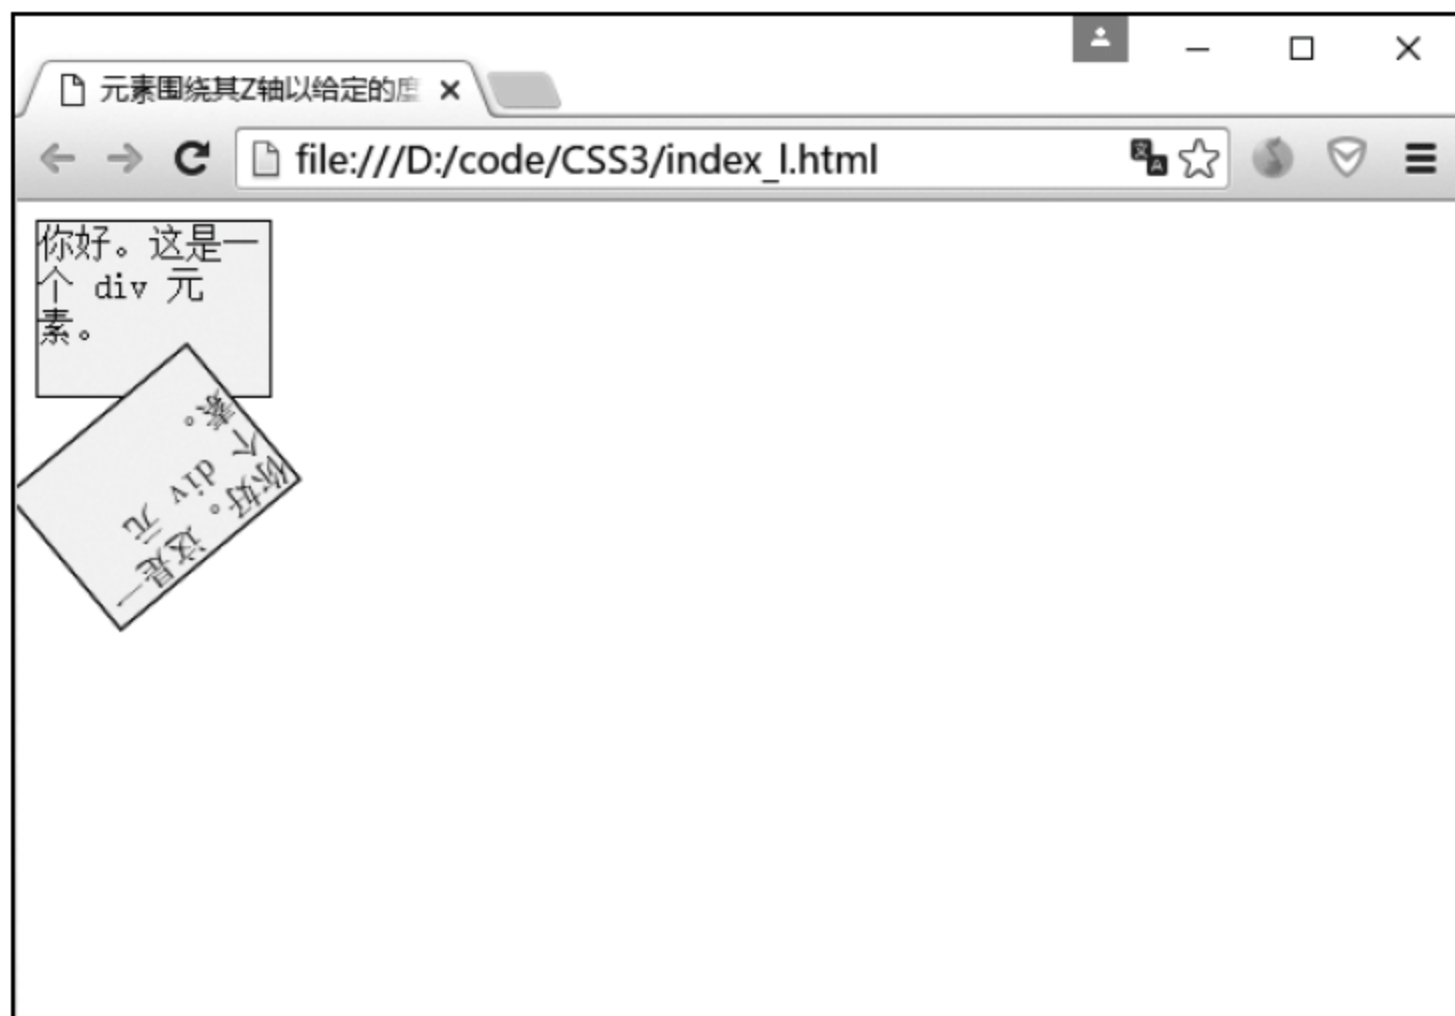 元素围绕其Z轴以给定的度
file:///D:/code/CSS3/index_l.html
你好。这是一
个 div 元
素。
你好。这是一
个 div 元
素。